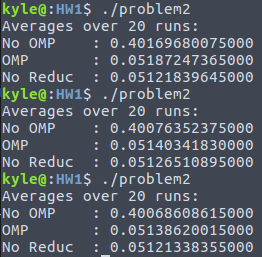 kyle@:HW1$ ./problem2
Averages over 20 runs:
No OMP : 0.40169680075000
OMP : 0.05187247365000
No Reduc : 0.05121839645000
kyle@:HW1$ ./problem2
Averages over 20 runs:
No OMP : 0.40076352375000
OMP : 0.05140341830000
No Reduc : 0.05126510895000
kyle@:HW1$ ./problem2
Averages over 20 runs:
No OMP : 0.40068608615000
OMP : 0.05138620015000
No Reduc : 0.05121338355000